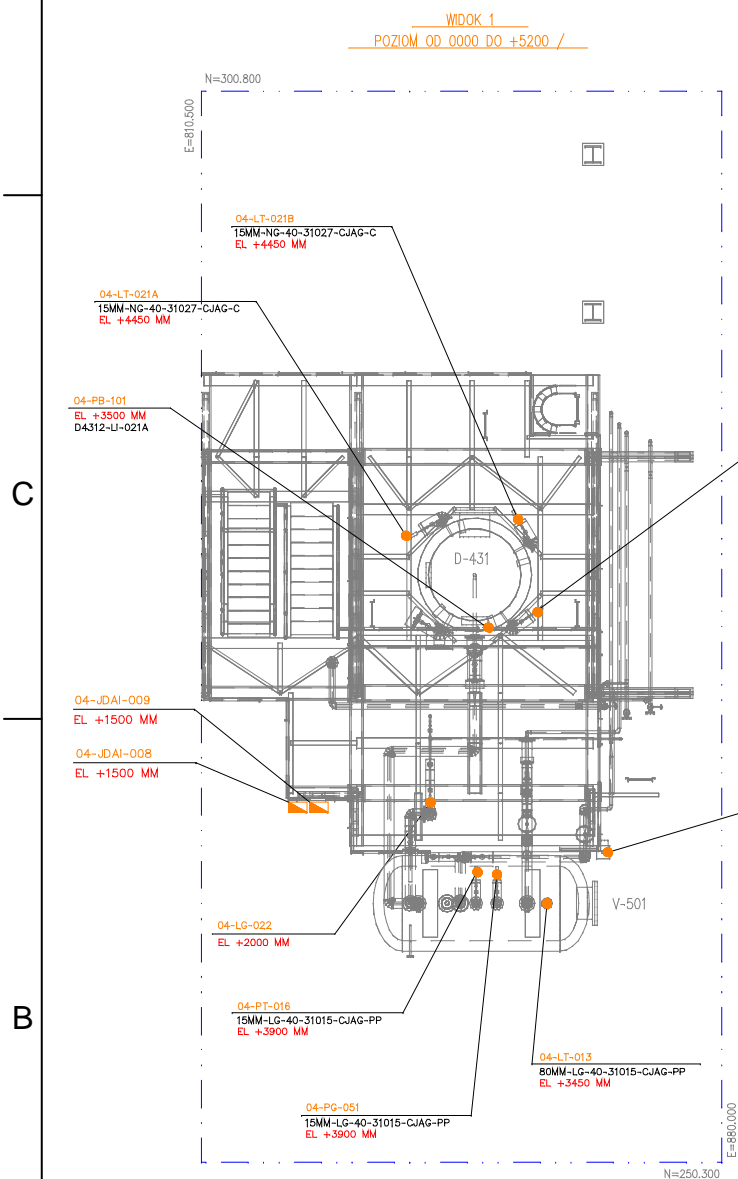 WIDOK 1
POZIOM OD 0000 DO +5200 /
N=300.800
E=810.500
04-LT-021B
15MM-NG-40-31027-CJAG-C
EL +4450 MM
04-LT-021A
15MM-NG-40-31027-CJAG-C
EL +4450 MM
04-PB-101
EL +3500 MM
D4312-LI-021A
C
D-431
04-JDAI-009
EL +1500 MM
04-JDAI-008
EL +1500 MM
V-501
04-LG-022
EL +2000 MM
B
04-PT-016
15MM-LG-40-31015-CJAG-PP
EL +3900 MM
04-LT-013
80MM-LG-40-31015-CJAG-PP
EL +3450 MM
04-PG-051
15MM-LG-40-31015-CJAG-PP
EL +3900 MM
E=880.000
N=250.300